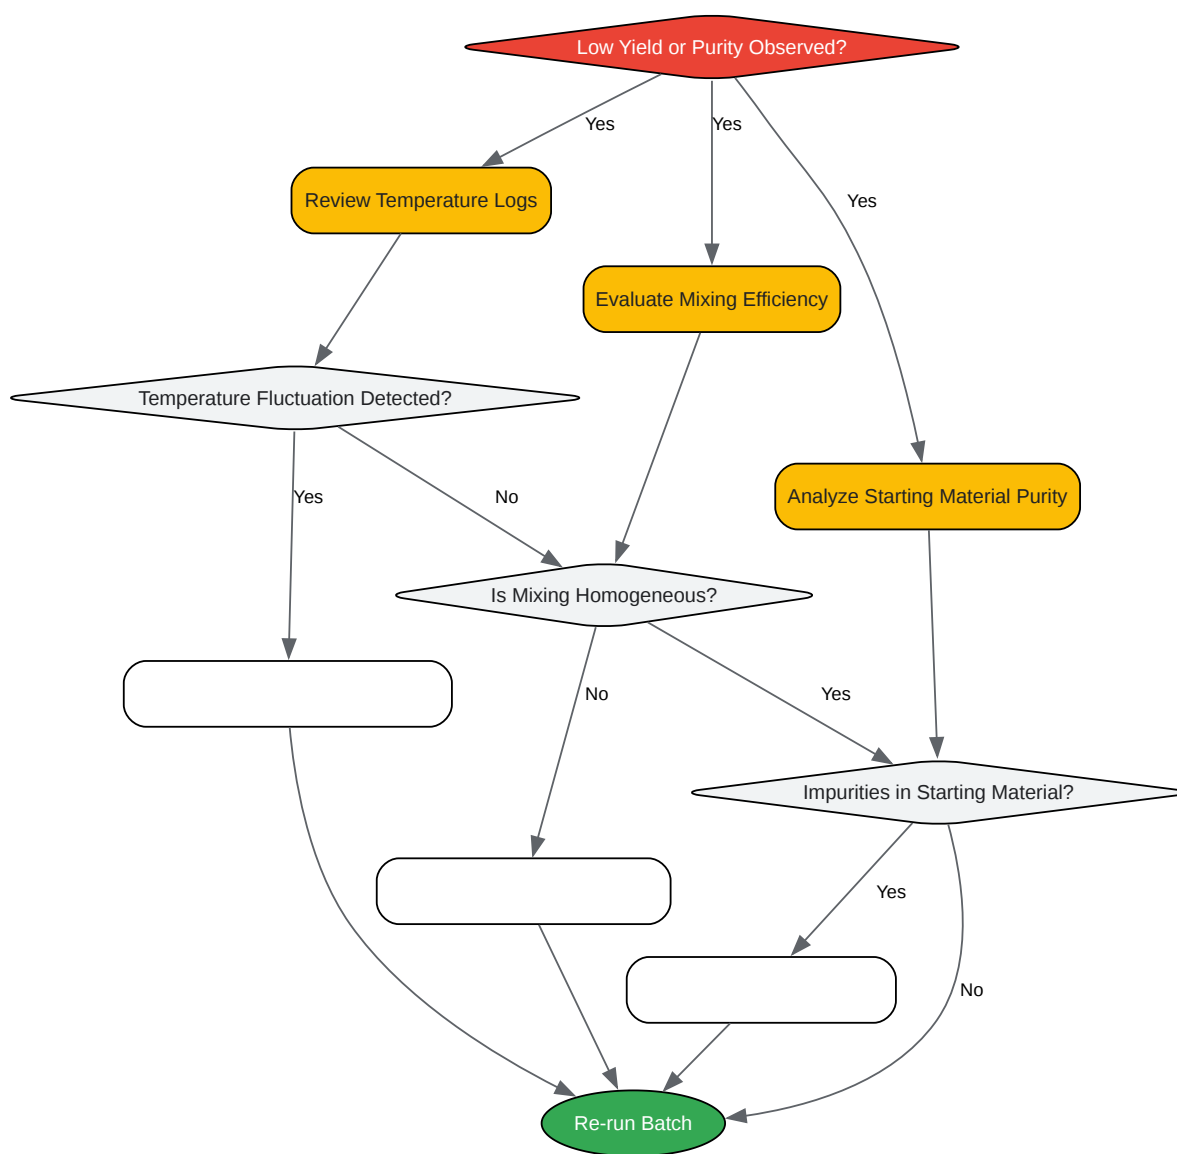 Low Yield or Purity Observed?
Yes
Yes
Yes
Review Temperature Logs
Evaluate Mixing Efficiency
Temperature Fluctuation Detected?
Yes
No
Analyze Starting Material Purity
Is Mixing Homogeneous?
No
Yes
Impurities in Starting Material?
Yes
No
Re-run Batch